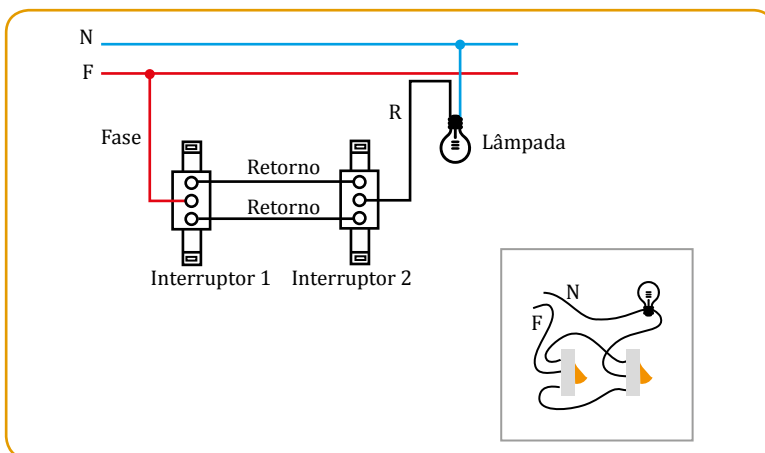 N
F
R
Fase
Lâmpada
Retorno
Retorno
Interruptor 1 Interruptor 2
N
F